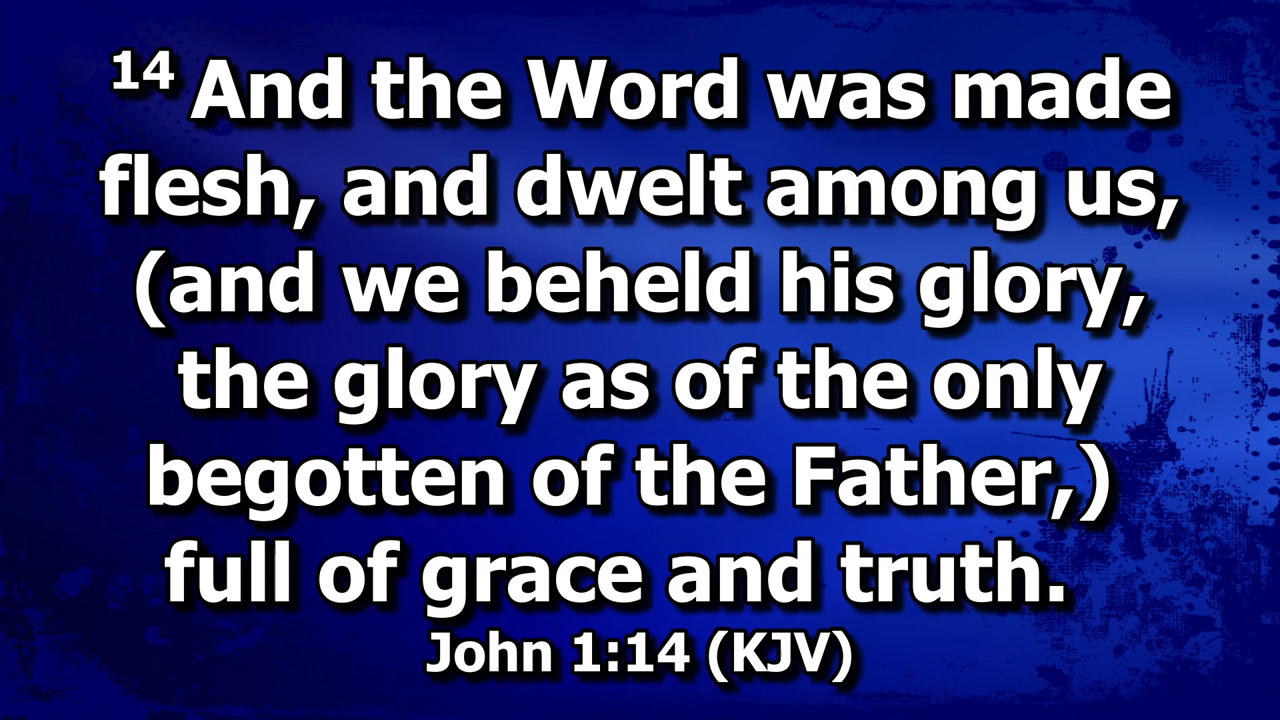 14 And the Word was made
flesh, and dwelt among us,
(and we beheld his glory,
the glory as of the only
begotten of the Father,)
full of grace and truth.
John 1:14 (KJV)